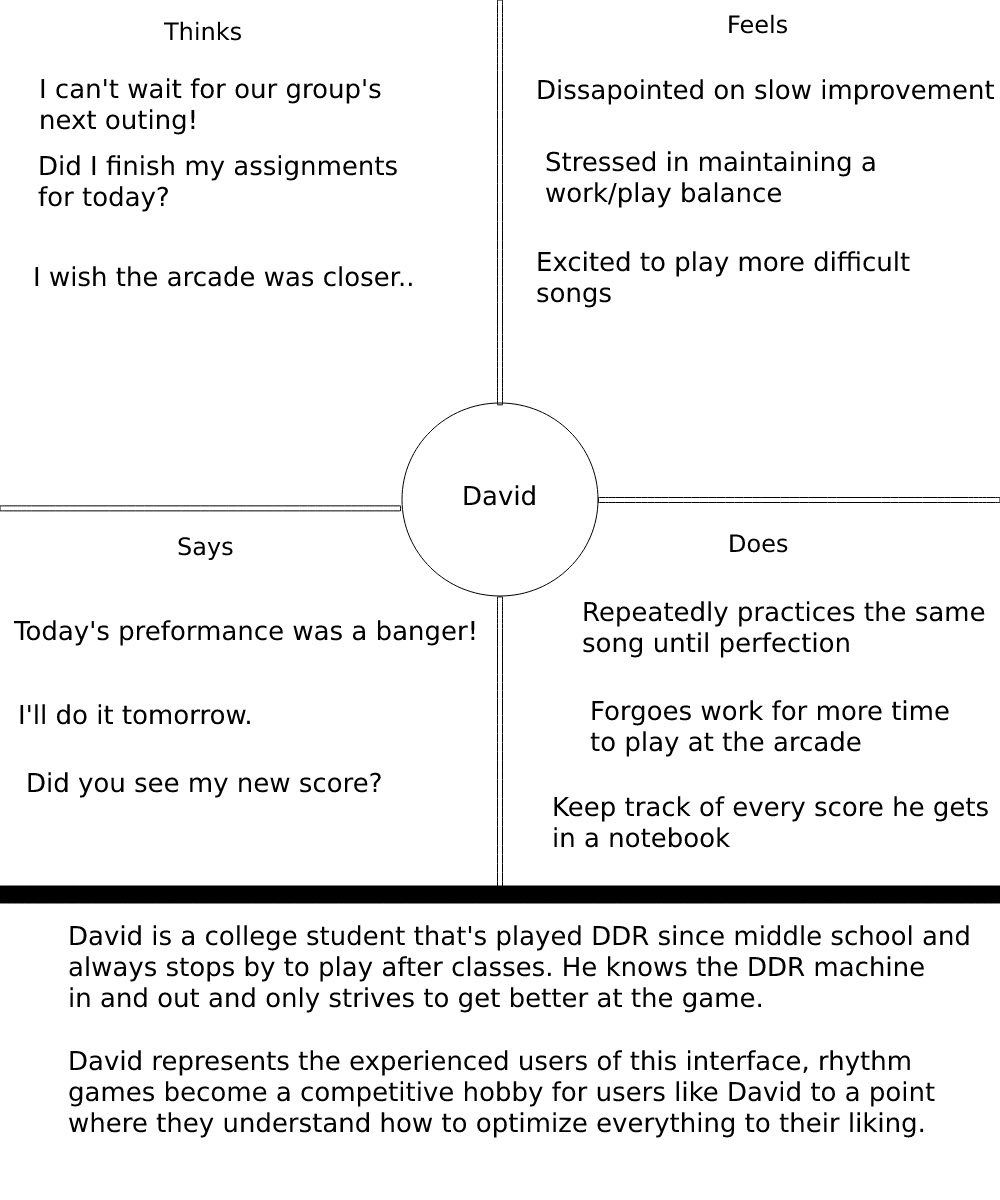 Thinks
I can't wait for our group's
next outing!
Did I finish my assignments
for today?
I wish the arcade was closer..
Feels
Dissapointed on slow improvement
Stressed in maintaining a
work/play balance
Excited to play more difficult
songs
David
Says
Today's preformance was a banger!
I'll do it tomorrow.
Did you see my new score?
Does
Repeatedly practices the same
song until perfection
Forgoes work for more time
to play at the arcade
Keep track of every score he gets
in a notebook
David is a college student that's played DDR since middle school and
always stops by to play after classes. He knows the DDR machine
in and out and only strives to get better at the game.
David represents the experienced users of this interface, rhythm
games become a competitive hobby for users like David to a point
where they understand how to optimize everything to their liking.